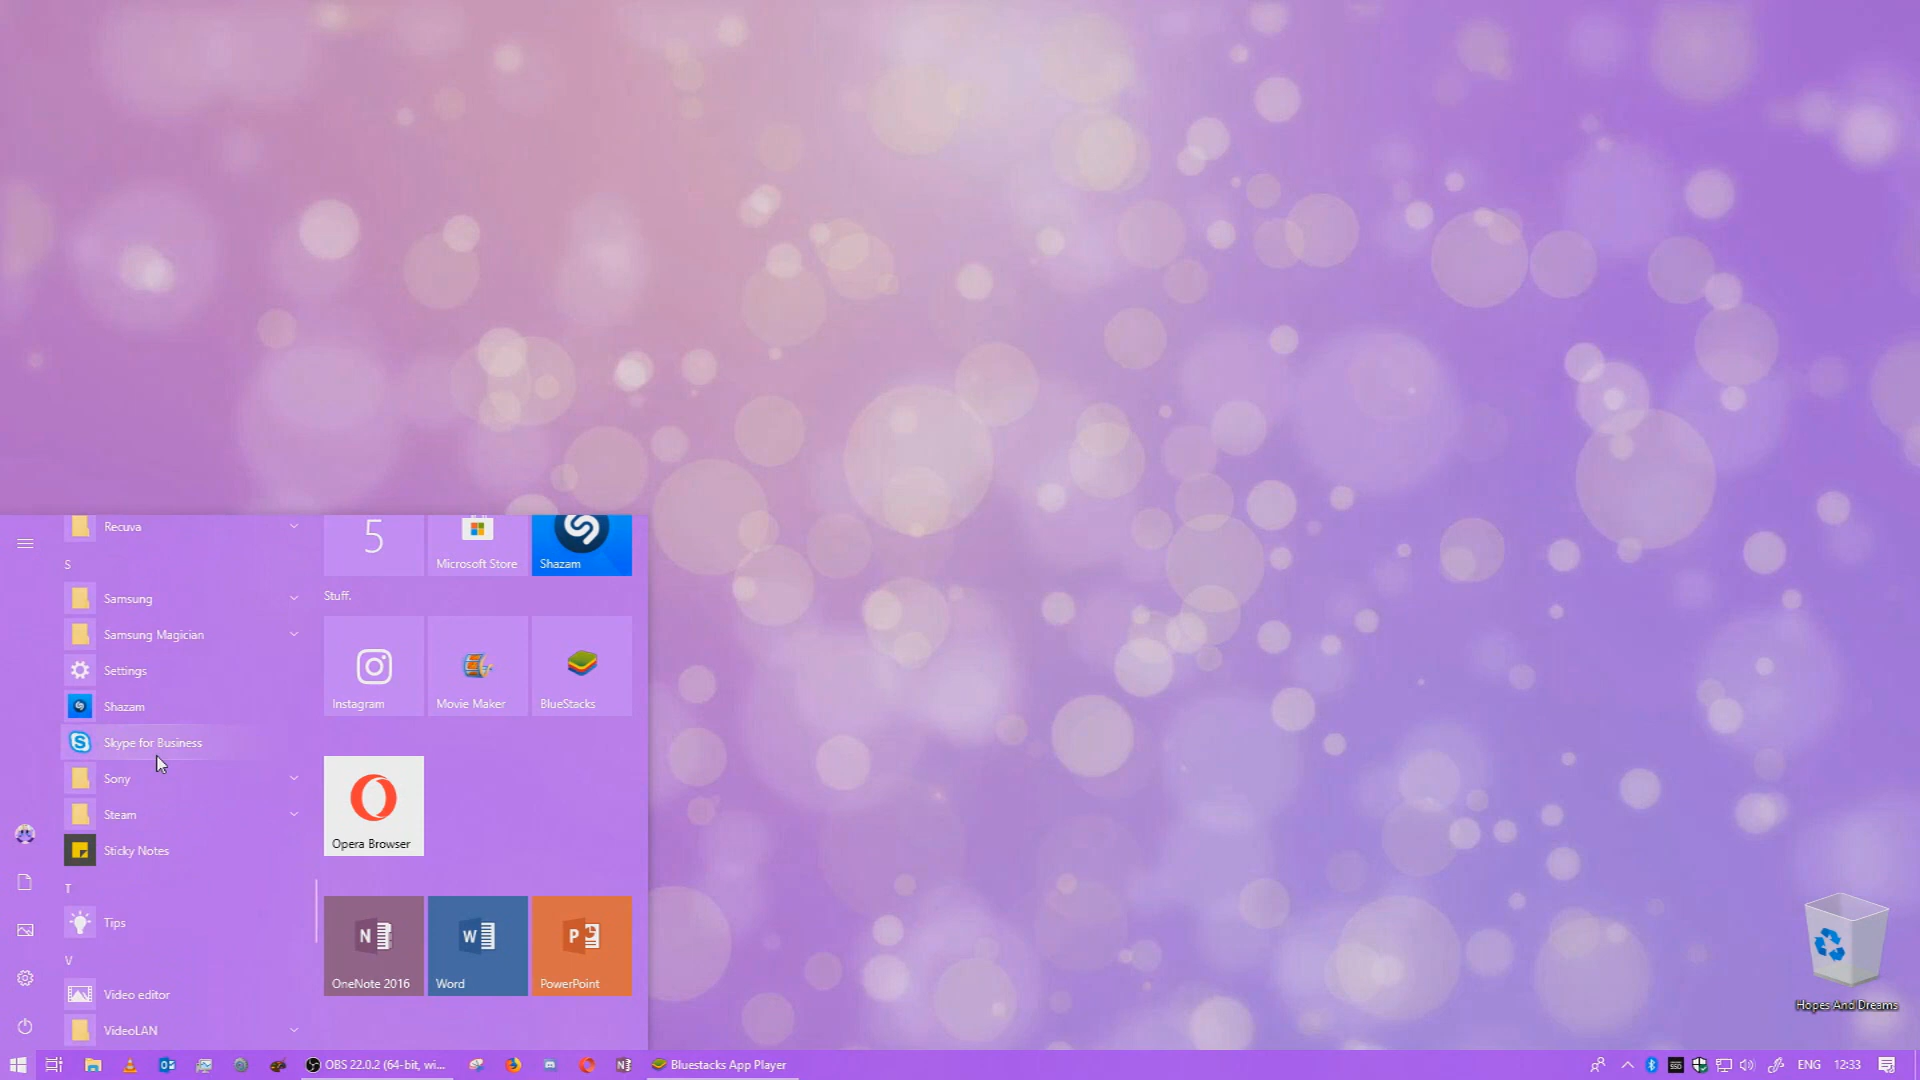 Recuva
S
Samsung
Samsung Magician
Settings
Shazam
Skype for Business
Sony
Steam
Sticky Notes
T
Tips
V
Video editor
VideoLAN
5
Microsoft Store
Shazam
Stuff.
Instagram
Movie Maker
BlueStacks
Opera Browser
N
OneNote 2016
W
Word
P
PowerPoint
Hopes And Dreams
OBS 22.0.2 (64-bit, wi...
Bluestacks App Player
SSD
ENG
12:33